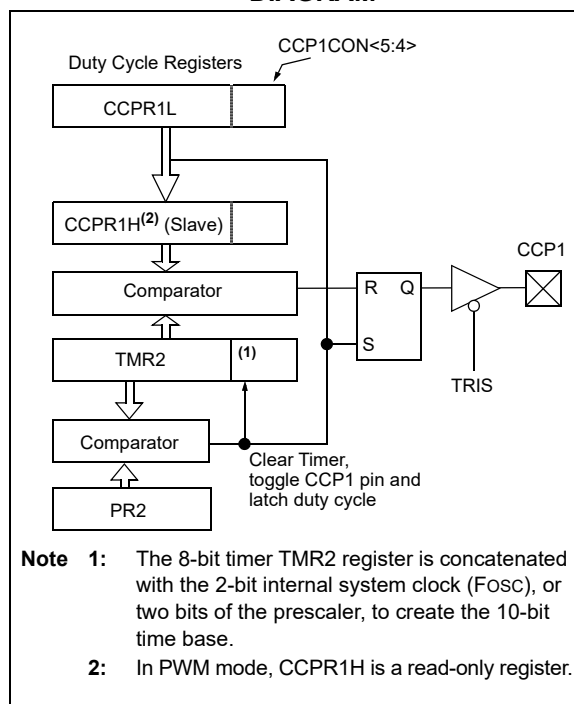 DIAGRAM
CCP1CON<5:4>
Duty Cycle Registers
CCPR1L
CCPR1H(2) (Slave)
CCP1
Comparator
R Q
TMR2
(1)
S
TRIS
Comparator
Clear Timer,
toggle CCP1 pin and
latch duty cycle
PR2
Note 1: The 8-bit timer TMR2 register is concatenated
with the 2-bit internal system clock (FOSC), or
two bits of the prescaler, to create the 10-bit
time base.
2: In PWM mode, CCPR1H is a read-only register.